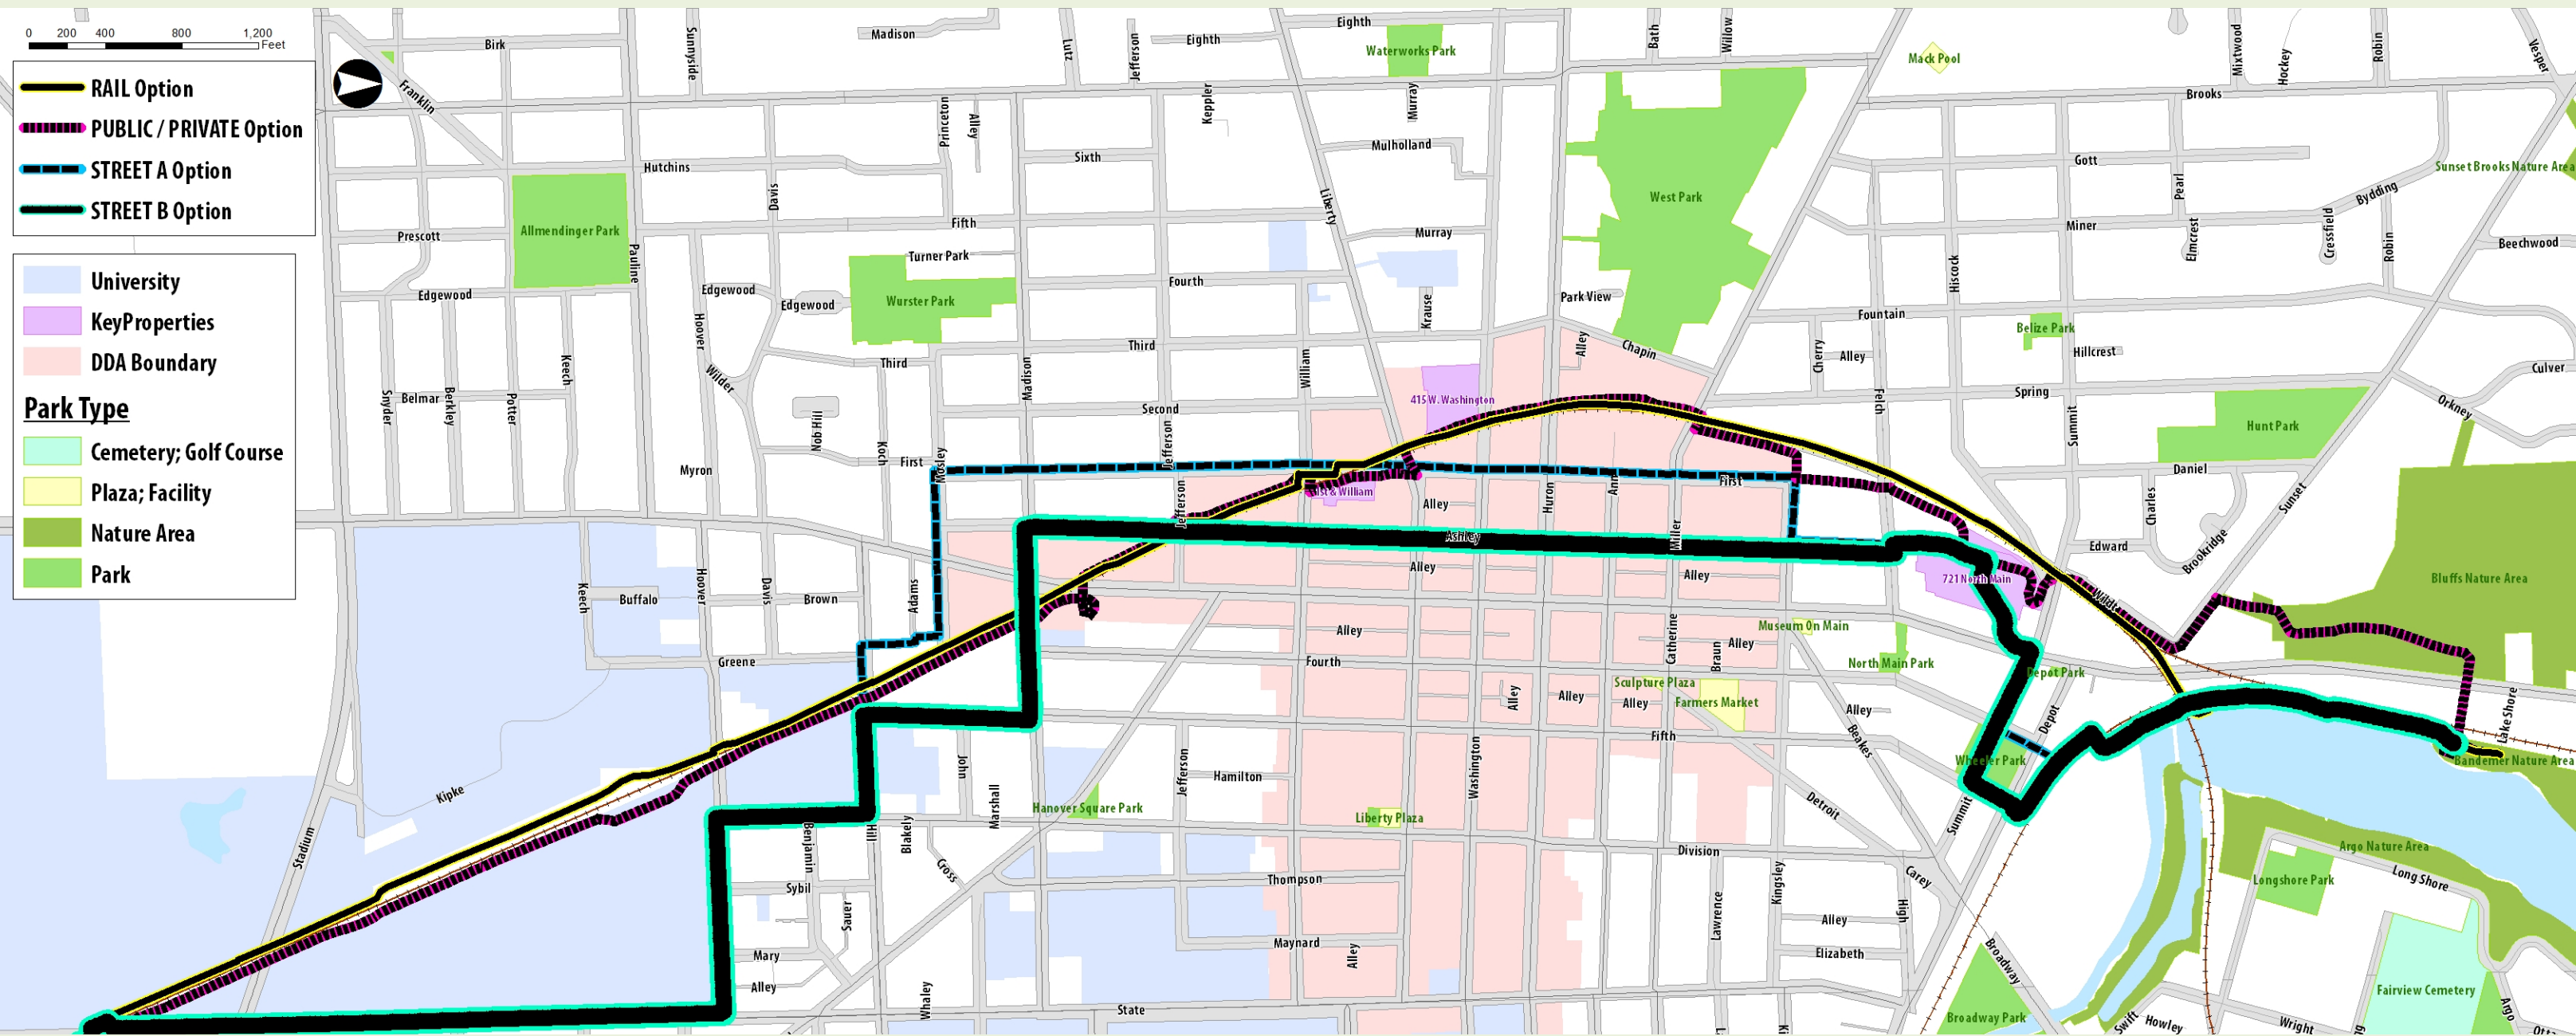 0 200 400 800 1,200
Feet
RAIL Option
PUBLIC / PRIVATE Option
STREET A Option
STREET B Option
University
KeyProperties
DDA Boundary
Park Type
Cemetery; Golf Course
Plaza; Facility
Nature Area
Park
Birk
Franklin
Sunnyside
Madison
Lutz
Jefferson
Eighth
Keppler
Eighth
Waterworks Park
Murray
Bath
Willow
Mack Pool
Mixtwood
Hockey
Robin
Vesper
Brooks
Princeton
Alley
Hutchins
Davis
Sixth
Mulholland
Liberty
West Park
Gott
Pearl
Bydding
Sunset Brooks Nature Area
Prescott
Allmendinger Park
Pauline
Fifth
Turner Park
Murray
Miner
Elmcrest
Cressfield
Robin
Beechwood
Edgewood
Edgewood
Edgewood
Wurster Park
Fourth
Krause
Park View
Hiscock
Fountain
Belize Park
Hillcrest
Hoover
Keech
Third
Madison
Third
William
Alley
Chapin
Cherry
Alley
Culver
Snyder
Belmar
Berkley
Potter
Wilder
Nob Hill
Koch
Second
Jefferson
415 W. Washington
Felch
Spring
Summit
Orkney
Hunt Park
Myron
First
Mosley
Jefferson
1st & William
Alley
Huron
Ann
First
Miller
Daniel
Charles
Sunset
Ashley
Edward
Brookridge
Bluffs Nature Area
Alley
Alley
721 North Main
Wildt
Keech
Buffalo
Hoover
Davis
Brown
Adams
Alley
Museum On Main
Catherine
Braun
Alley
North Main Park
Depot Park
Greene
Fourth
Sculpture Plaza
Farmers Market
Alley
Alley
Alley
Alley
Beakes
Depot
Lake Shore
Fifth
Wheeler Park
Bandemer Nature Area
Kipke
Stadium
John
Marshall
Jefferson
Hamilton
Washington
Hanover Square Park
Liberty Plaza
Detroit
Summit
Benjamin
Hill
Blakely
Cross
Division
Carey
Argo Nature Area
Long Shore
Longshore Park
Sybil
Sauer
Thompson
Kingsley
Lawrence
High
Alley
Mary
Alley
Maynard
Alley
Elizabeth
Broadway
Fairview Cemetery
Argo
Whaley
State
Broadway Park
Swift
Howley
Wright